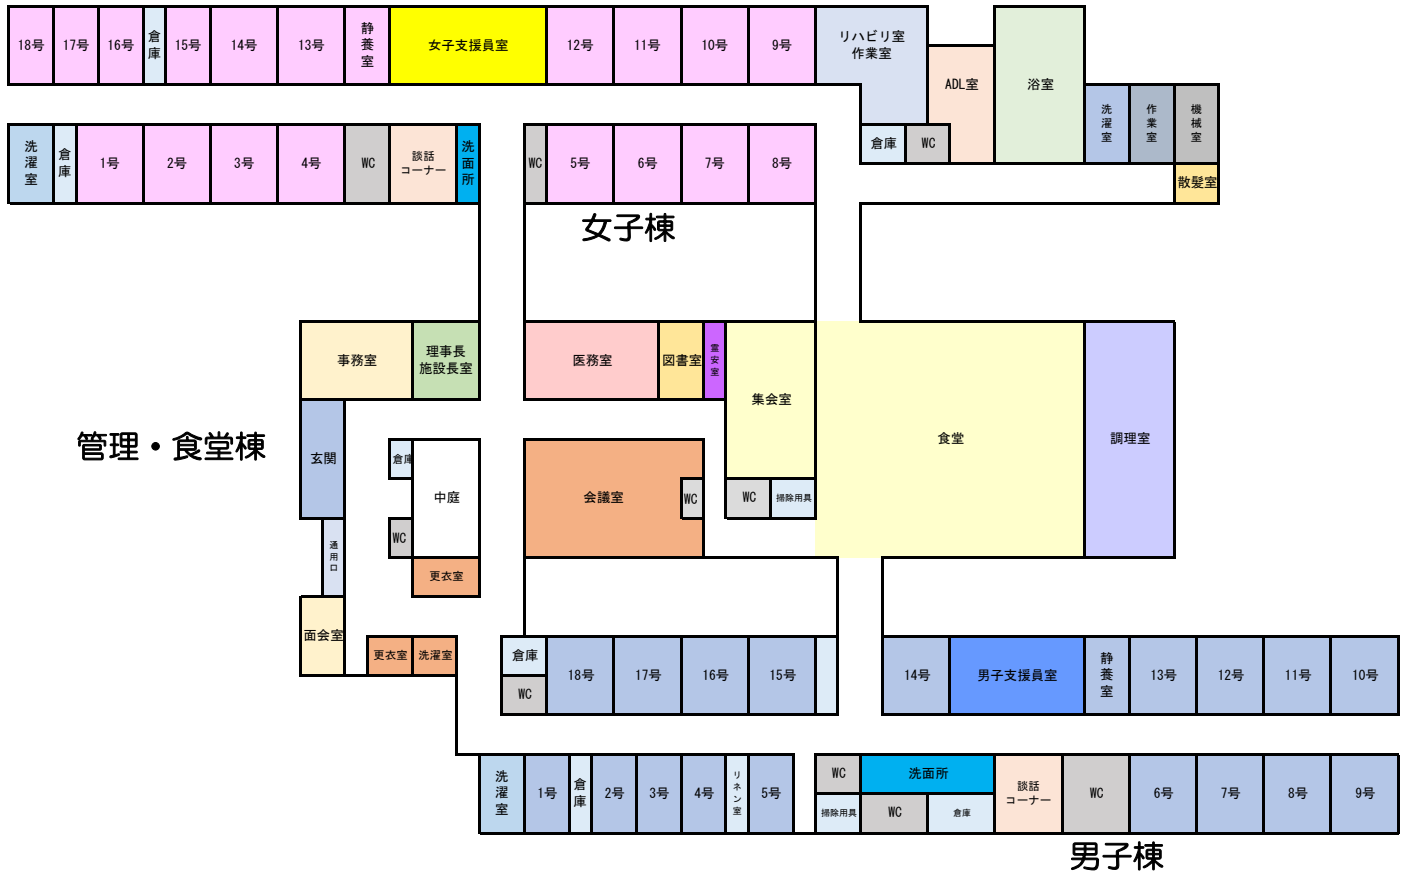 18号
17号
16号
倉庫
15号
14号
13号
静養室
女子支援員室
12号
11号
10号
9号
リハビリ室
作業室
ADL室
浴室
洗濯室
作業室
機械室
倉庫
WC
散髪室
洗濯室
倉庫
1号
2号
3号
4号
WC
談話
コーナー
洗面所
WC
5号
6号
7号
8号
女子棟
事務室
理事長
施設長室
医務室
図書室
霊安室
集会室
食堂
調理室
管理・食堂棟
玄関
倉庫
中庭
会議室
WC
WC
掃除用具
WC
通用口
更衣室
面会室
更衣室
洗濯室
倉庫
WC
18号
17号
16号
15号
14号
男子支援員室
静養室
13号
12号
11号
10号
洗濯室
1号
倉庫
2号
3号
4号
リネン室
5号
WC
掃除用具
洗面所
WC
倉庫
談話
コーナー
WC
6号
7号
8号
9号
男子棟